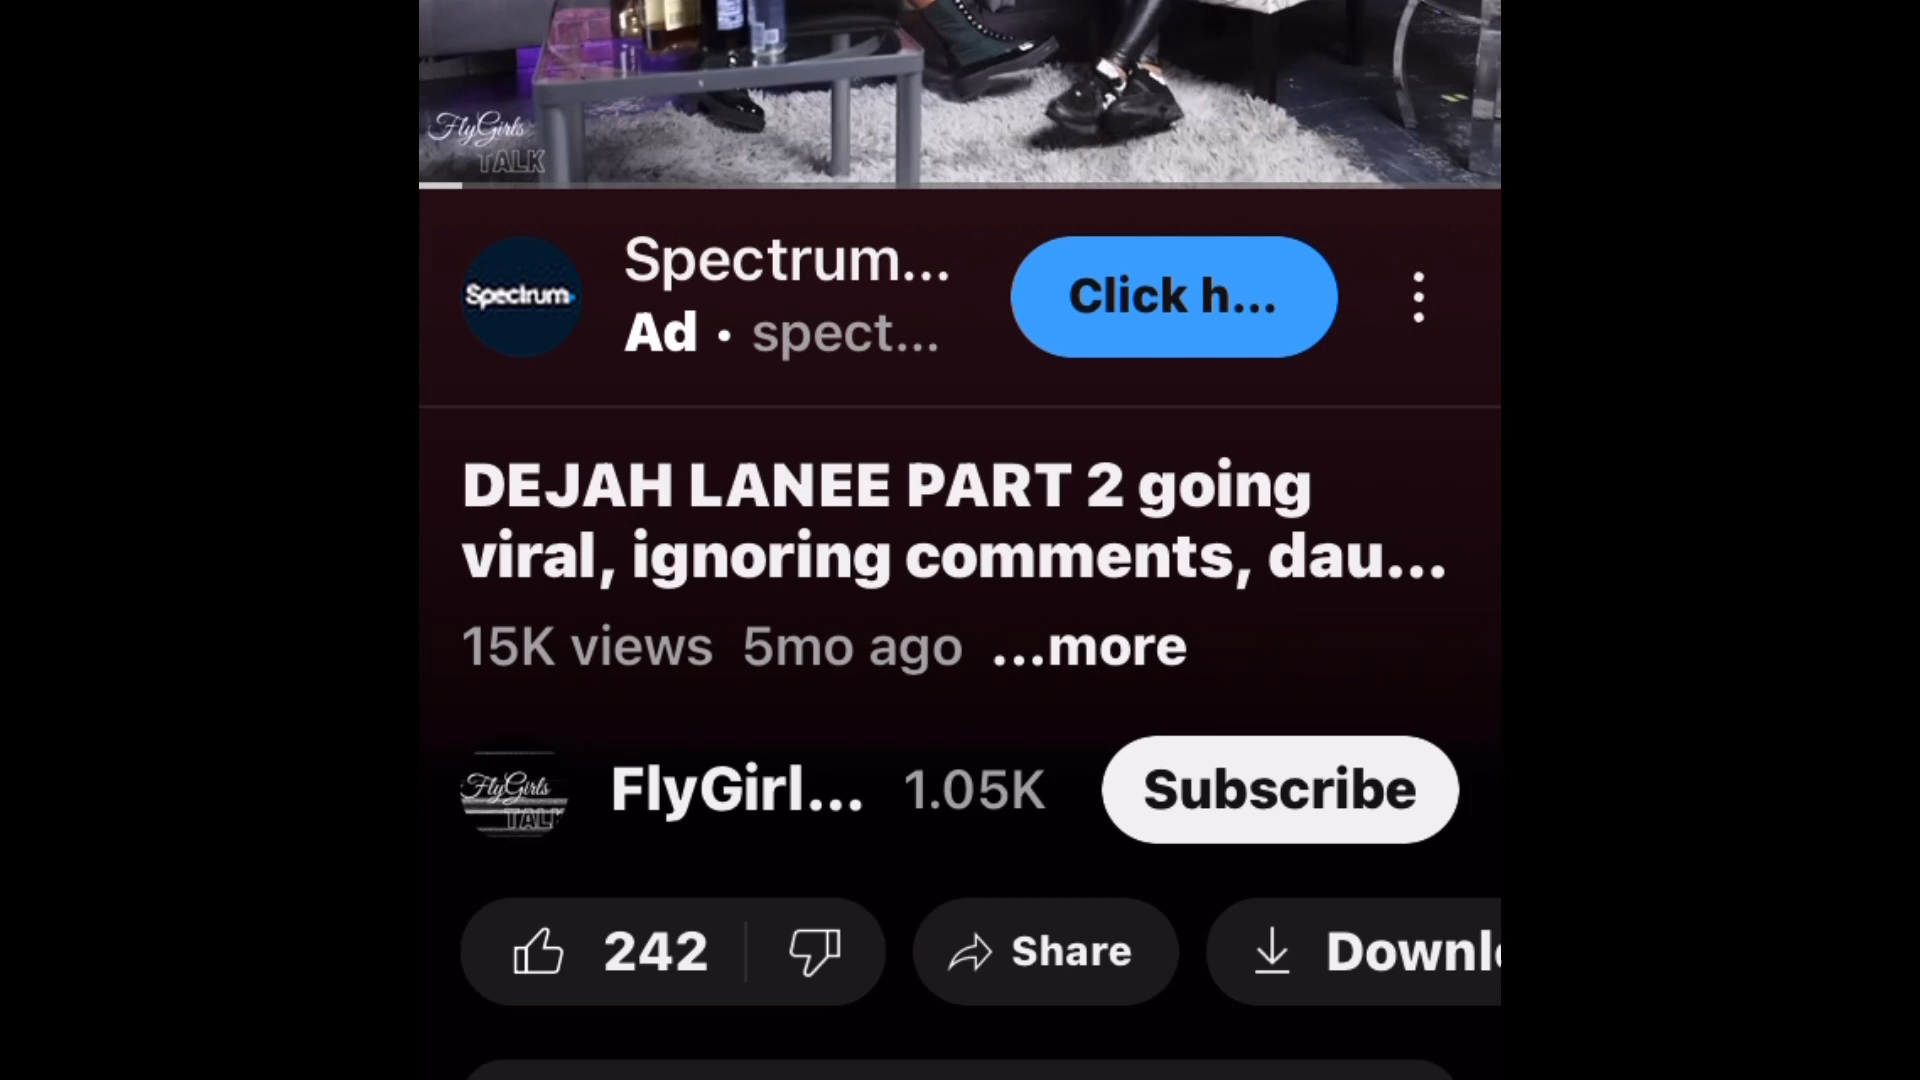 FlyGirls
TALK
Spectrum
Spectrum...
Ad • spect...
Click h...
DEJAH LANEE PART 2 going
viral, ignoring comments, dau...
15K views 5mo ago ...more
FlyGirls
TALK
FlyGirl... 1.05K
Subscribe
242
Share
Downl